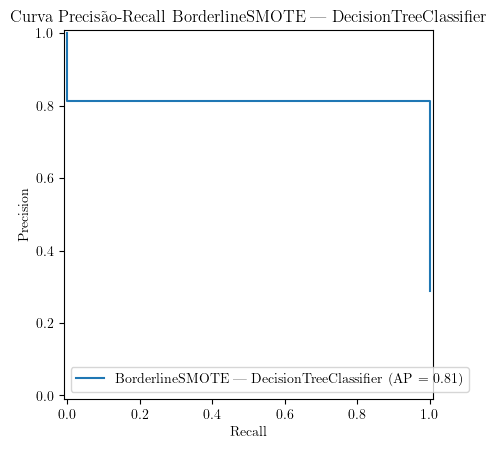 Curva Precisão-Recall BorderlineSMOTE — DecisionTreeClassifier
1.0
0.8
0.6
0.4
0.2
0.0
Precision
BorderlineSMOTE — DecisionTreeClassifier (AP = 0.81)
0.0 0.2 0.4 0.6 0.8 1.0
Recall